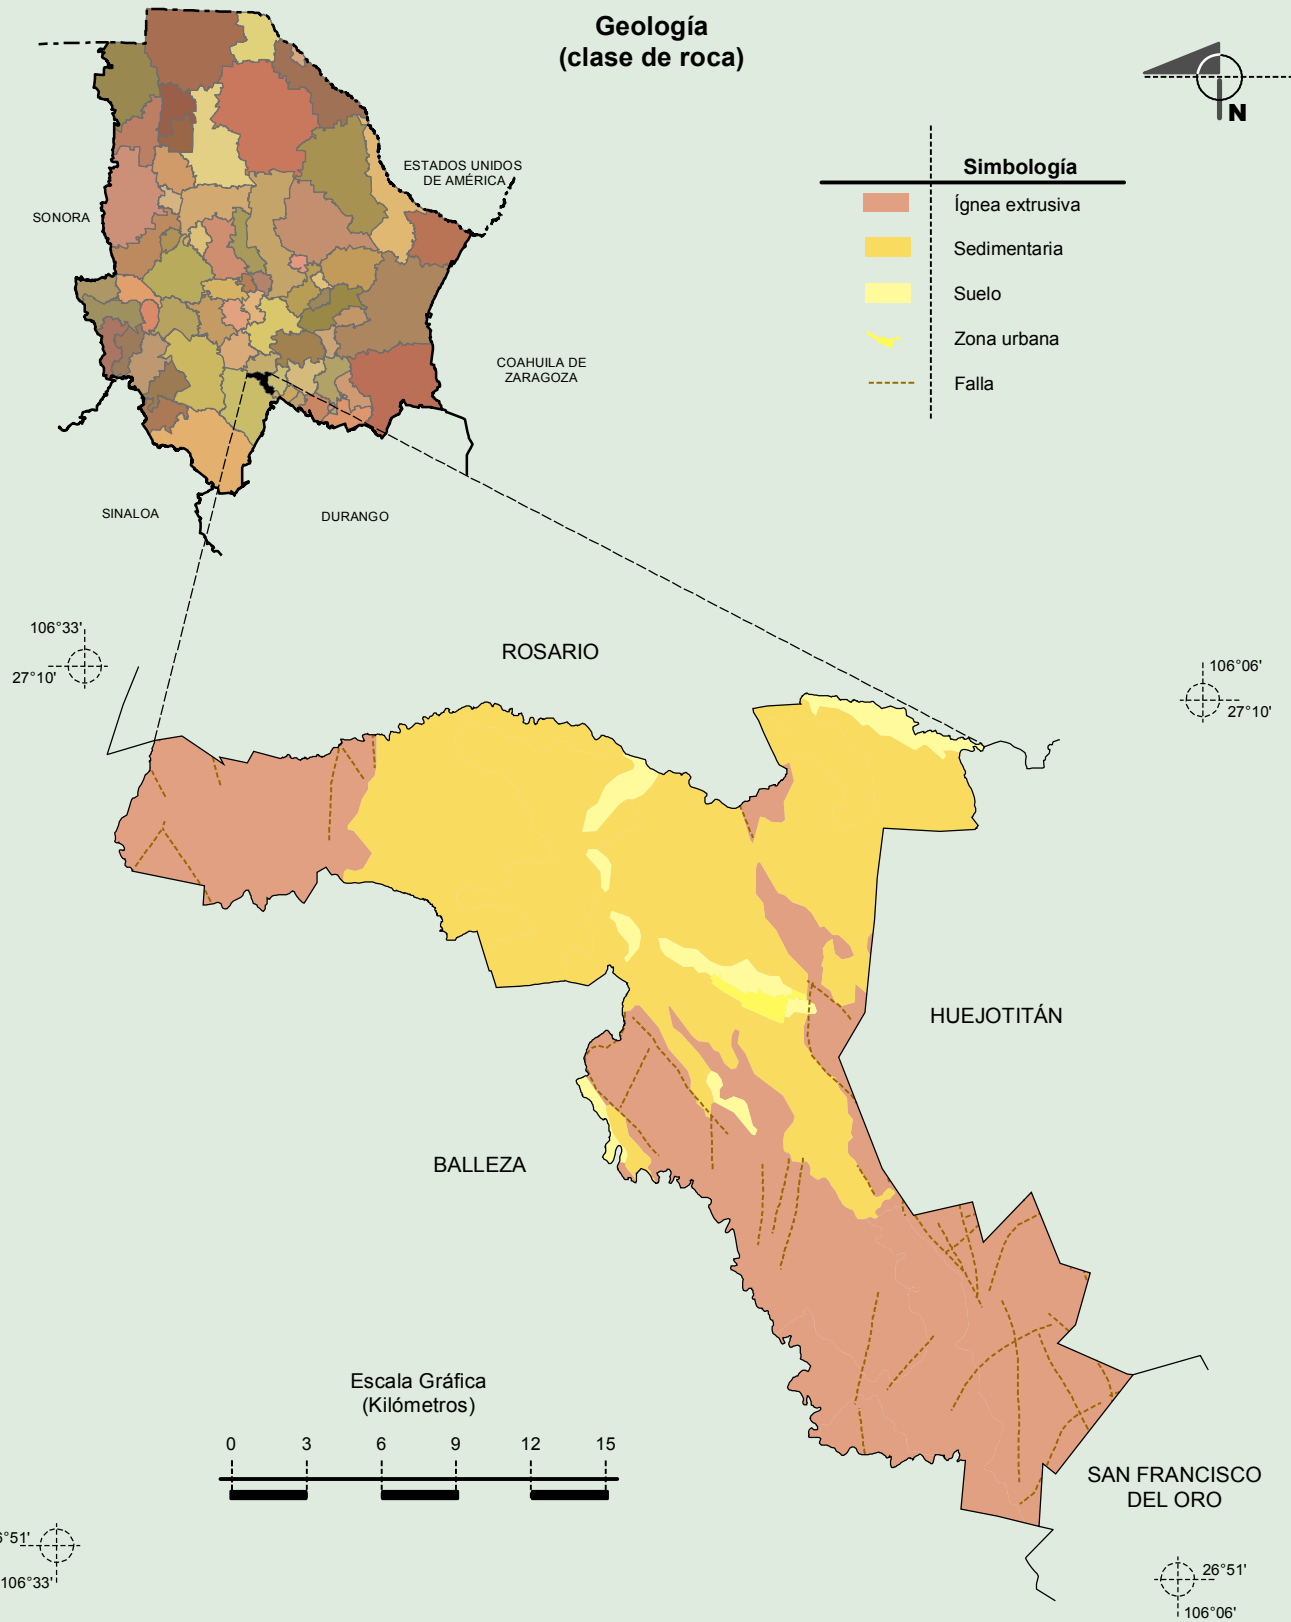 Geología
(clase de roca)
N
ESTADOS UNIDOS
DE AMÉRICA
SONORA
COAHUILA DE
ZARAGOZA
SINALOA
DURANGO
Simbología
Ígnea extrusiva
Sedimentaria
Suelo
Zona urbana
Falla
106°33'
27°10'
ROSARIO
106°06'
27°10'
HUEJOTITÁN
BALLEZA
Escala Gráfica
(Kilómetros)
0 3 6 9 12 15
SAN FRANCISCO
DEL ORO
6°51'
106°33'
26°51'
106°06'